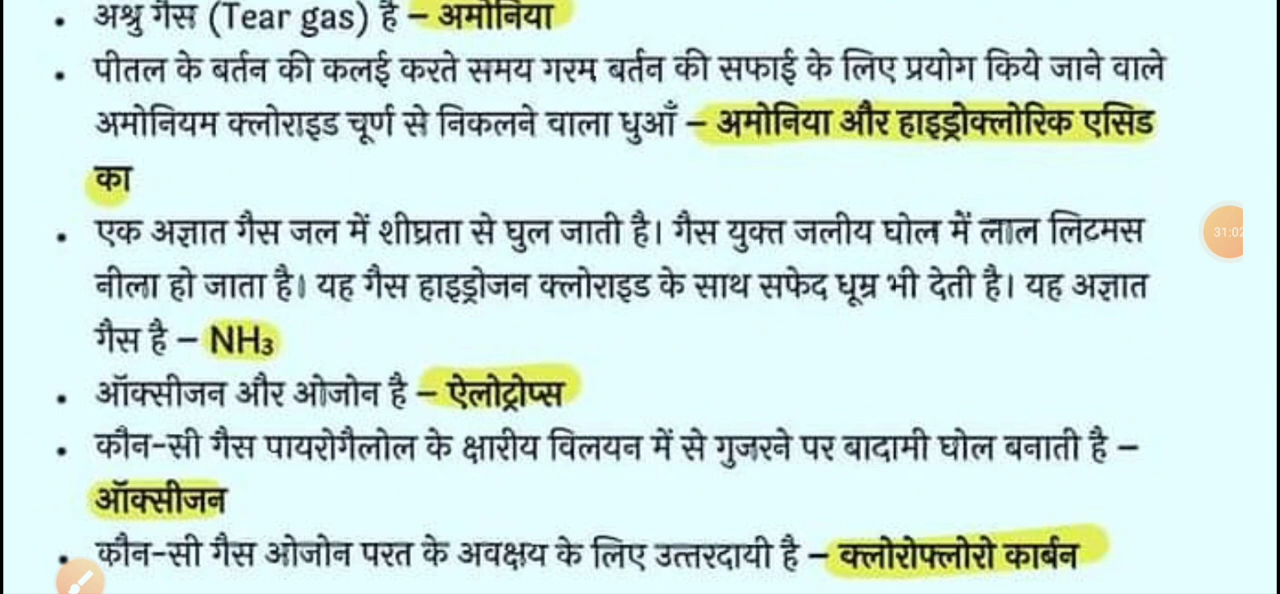 • अश्रु गैस (Tear gas) है – अमोनिया
• पीतल के बर्तन की कलई करते समय गरम बर्तन की सफाई के लिए प्रयोग किये जाने वाले
अमोनियम क्लोराइड चूर्ण से निकलने वाला धुआँ – अमोनिया और हाइड्रोक्लोरिक एसिड
का
• एक अज्ञात गैस जल में शीघ्रता से घुल जाती है। गैस युक्त जलीय घोल में लाल लिटमस
नीला हो जाता है। यह गैस हाइड्रोजन क्लोराइड के साथ सफेद धूम्र भी देती है। यह अज्ञात
गैस है – NH₃
• ऑक्सीजन और ओजोन है – ऐलोट्रोप्स
• कौन-सी गैस पायरोगैलोल के क्षारीय विलयन में से गुजरने पर बादामी घोल बनाती है –
ऑक्सीजन
• कौन-सी गैस ओजोन परत के अवक्षय के लिए उत्तरदायी है – क्लोरोफ्लोरो कार्बन
31:02